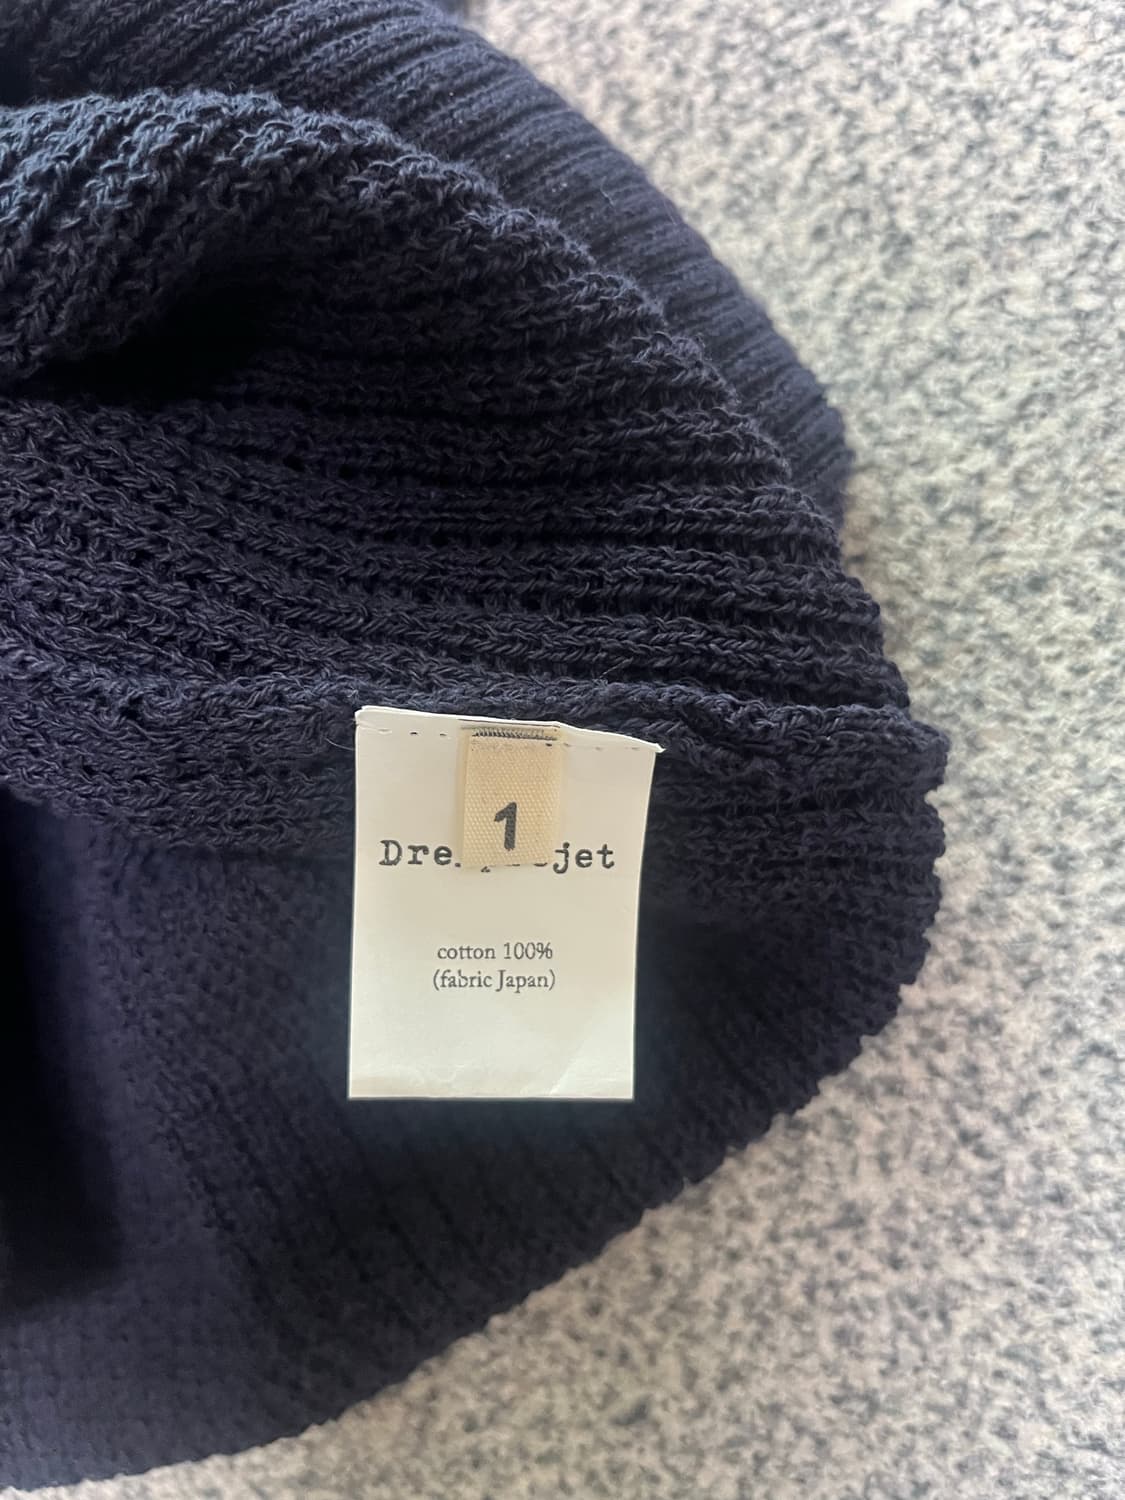 1
cotton 100%
(fabric Japan)